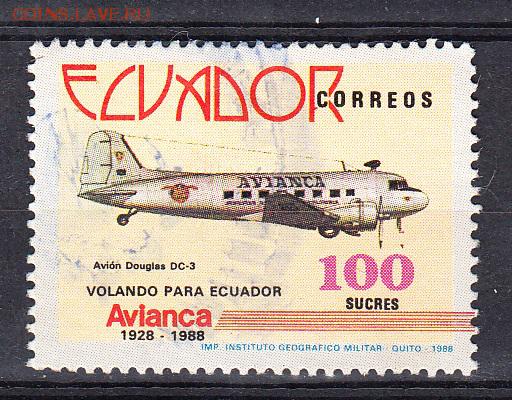 COINS.LAVE.RU
ECUADOR
CORREOS
AVIANCA
Avión Douglas DC-3
100
VOLANDO PARA ECUADOR
SUCRES
Avianca
1928 - 1988
IMP. INSTITUTO GEOGRAFICO MILITAR - QUITO - 1988